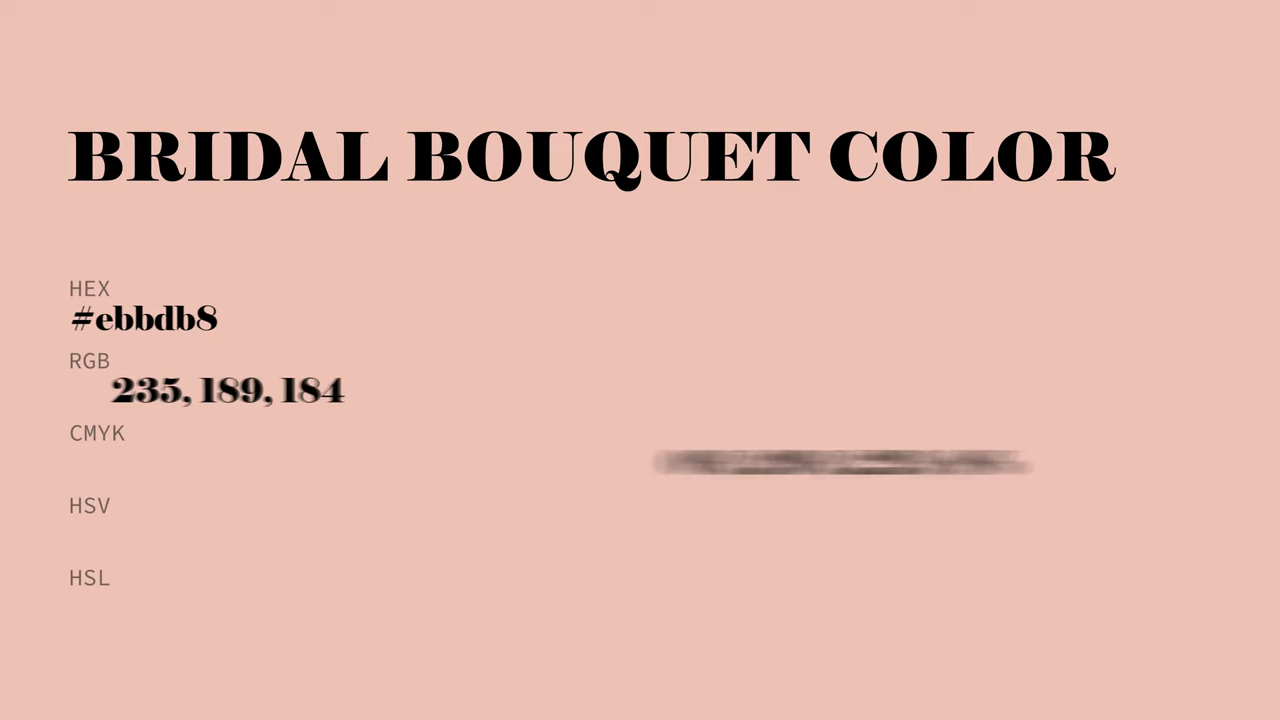 BRIDAL BOUQUET COLOR
HEX
#ebbdb8
RGB
235, 189, 184
CMYK
HSV
HSL